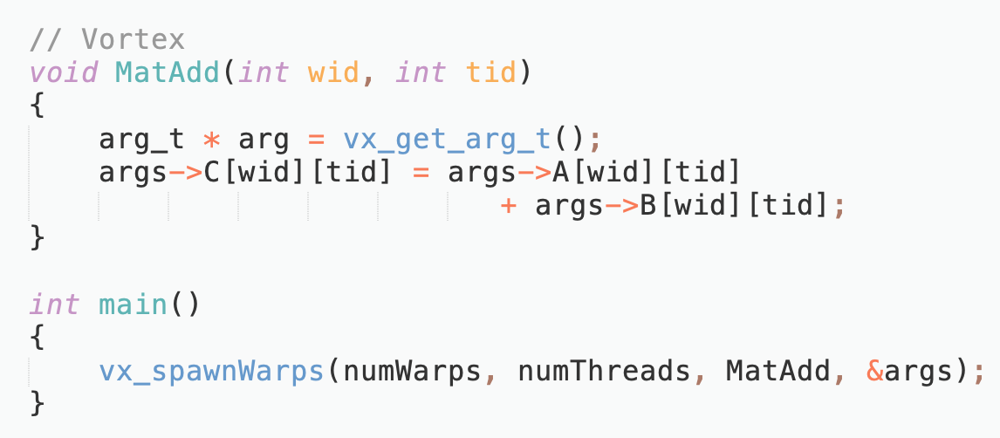 // Vortex
void MatAdd(int wid, int tid)
{
    arg_t * arg = vx_get_arg_t();
    args->C[wid][tid] = args->A[wid][tid]
                           + args->B[wid][tid];
}

int main()
{
    vx_spawnWarps(numWarps, numThreads, MatAdd, &args);
}